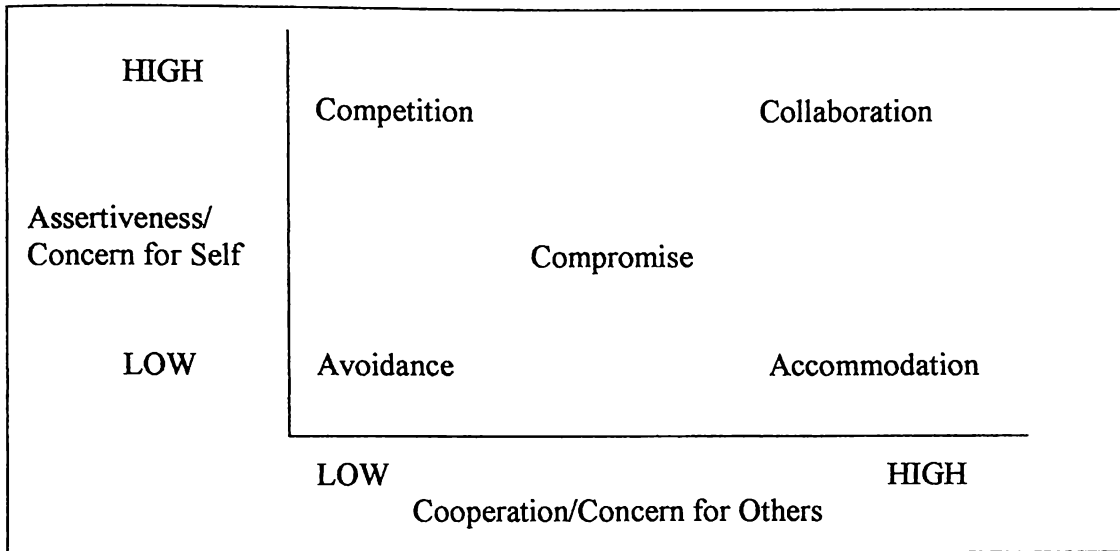 HIGH
Competition Collaboration
Assertiveness/
Concern for Self
Compromise
LOW
Avoidance Accommodation
LOW HIGH
Cooperation/Concern for Others